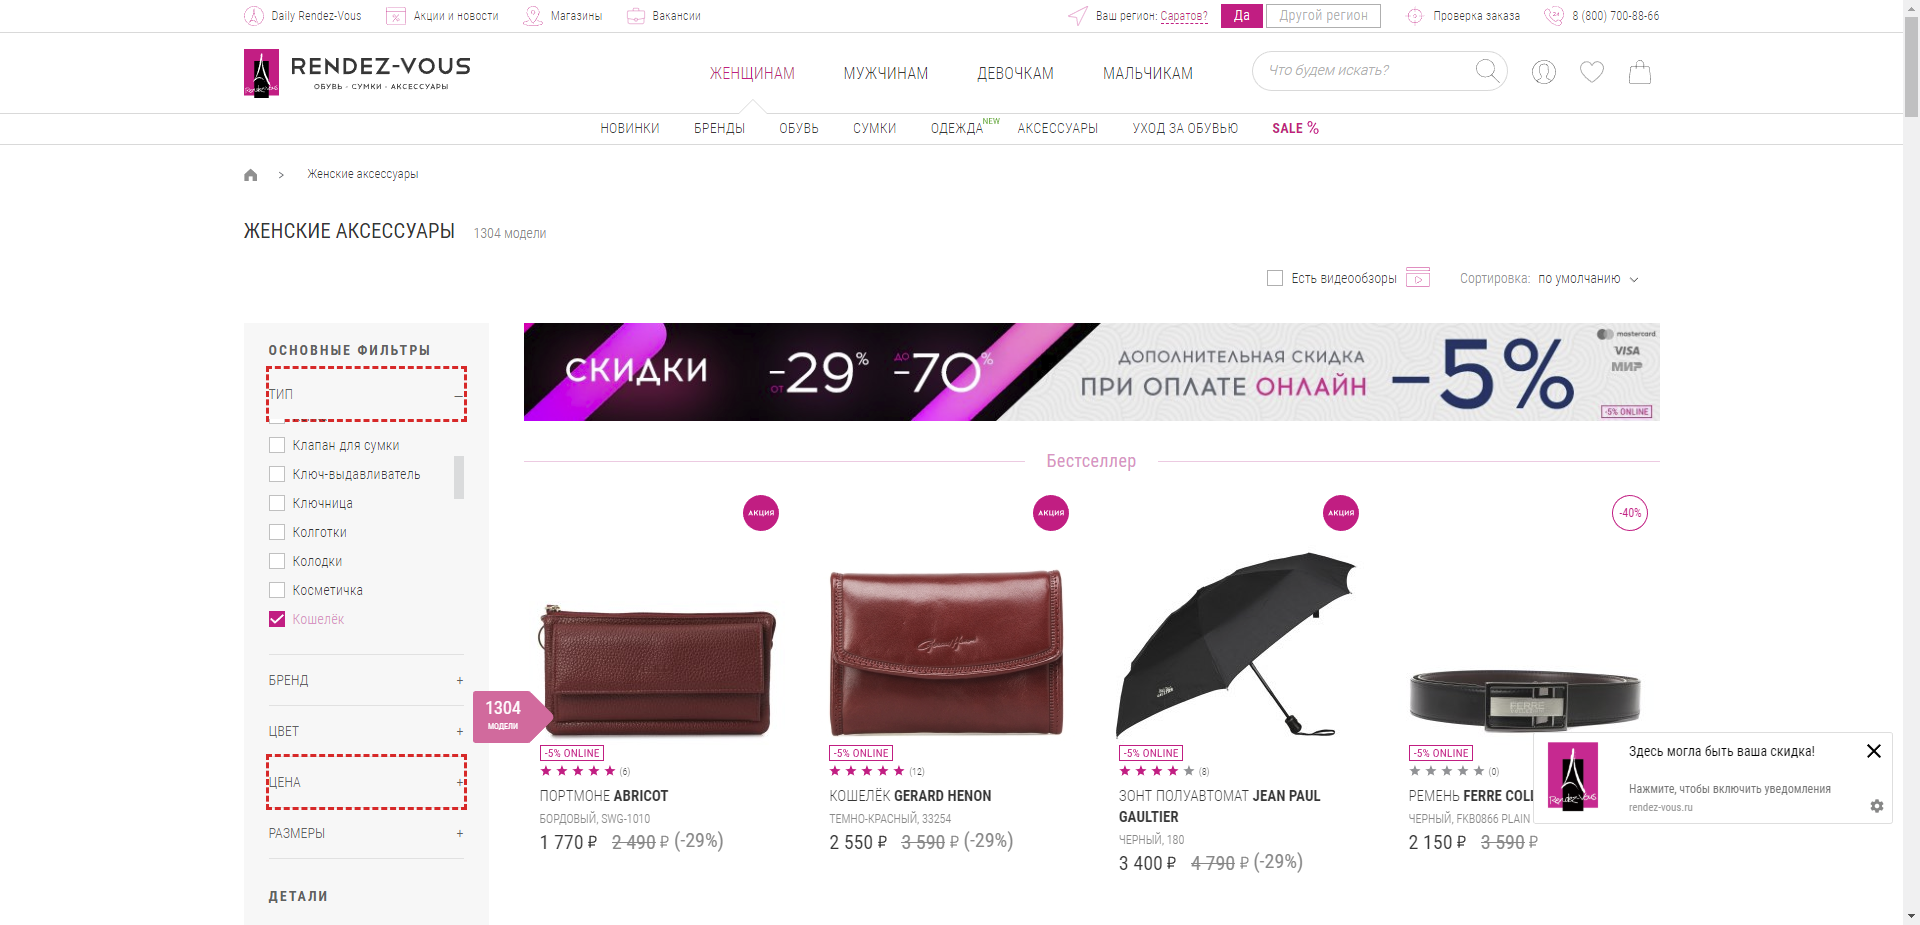 Daily Rendez-Vous
Акции и новости
Магазины
Вакансии
Ваш регион: Саратов?
Да
Другой регион
Проверка заказа
8 (800) 700-88-66
RENDEZ-VOUS
ОБУВЬ · СУМКИ · АКСЕССУАРЫ
ЖЕНЩИНАМ
МУЖЧИНАМ
ДЕВОЧКАМ
МАЛЬЧИКАМ
Что будем искать?
НОВИНКИ
БРЕНДЫ
ОБУВЬ
СУМКИ
ОДЕЖДА NEW
АКСЕССУАРЫ
УХОД ЗА ОБУВЬЮ
SALE %
> Женские аксессуары
ЖЕНСКИЕ АКСЕССУАРЫ 1304 модели
Есть видеообзоры
Сортировка: по умолчанию
ОСНОВНЫЕ ФИЛЬТРЫ
ТИП –
Клапан для сумки
Ключ-выдавливатель
Ключница
Колготки
Колодки
Косметичка
Кошелёк
БРЕНД +
ЦВЕТ +
ЦЕНА +
РАЗМЕРЫ +
ДЕТАЛИ
1304
МОДЕЛИ
СКИДКИ от -29% до -70%
ДОПОЛНИТЕЛЬНАЯ СКИДКА
ПРИ ОПЛАТЕ ОНЛАЙН
-5%
mastercard
VISA
МИР
-5% ONLINE
Бестселлер
АКЦИЯ
-5% ONLINE
(6)
ПОРТМОНЕ ABRICOT
БОРДОВЫЙ, SWG-1010
1 770 ₽ 2 490 ₽ (-29%)
АКЦИЯ
Gerard Henon
-5% ONLINE
(12)
КОШЕЛЁК GERARD HENON
ТЕМНО-КРАСНЫЙ, 33254
2 550 ₽ 3 590 ₽ (-29%)
АКЦИЯ
-5% ONLINE
(8)
ЗОНТ ПОЛУАВТОМАТ JEAN PAUL
GAULTIER
ЧЕРНЫЙ, 180
3 400 ₽ 4 790 ₽ (-29%)
-40%
FERRE
-5% ONLINE
(0)
РЕМЕНЬ FERRE COLL
ЧЕРНЫЙ, FKB0866 PLAIN
2 150 ₽ 3 590 ₽
Rendez-Vous
Здесь могла быть ваша скидка!
Нажмите, чтобы включить уведомления
rendez-vous.ru